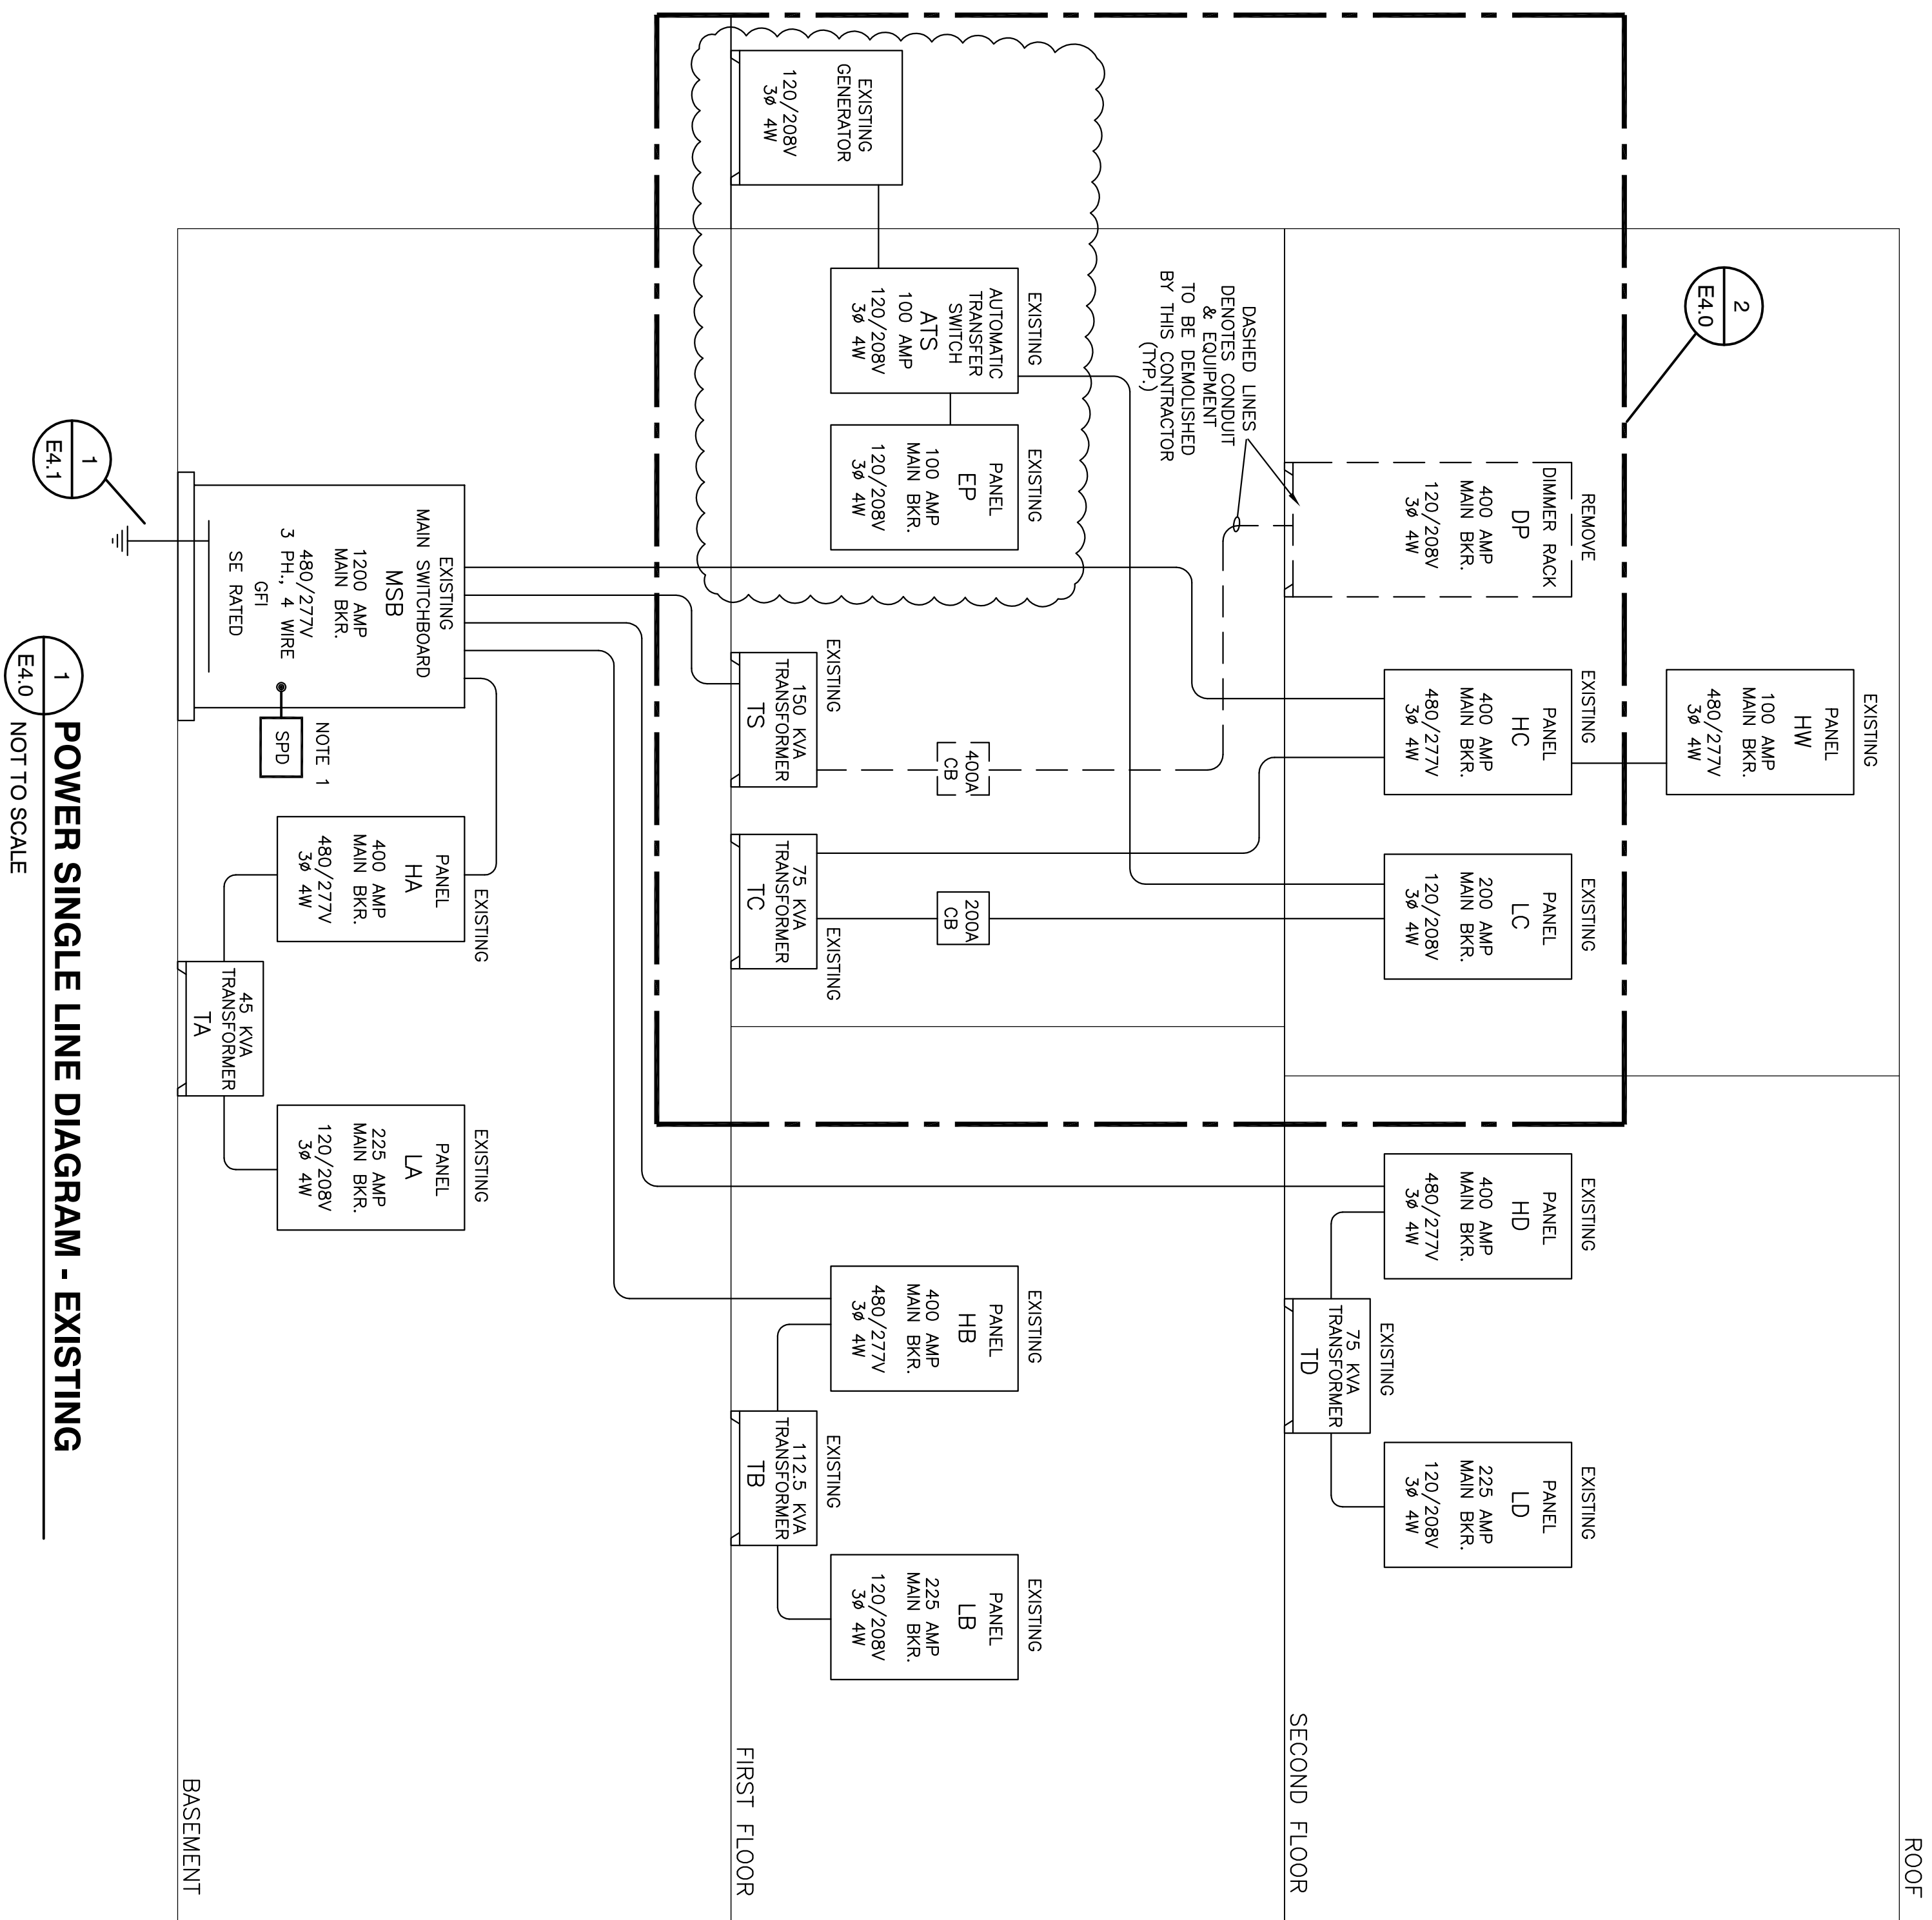 ROOF
EXISTING
PANEL
HW
100 AMP
MAIN BKR.
480/277V
3Ø 4W
2
E4.0
REMOVE
DIMMER RACK
DP
400 AMP
MAIN BKR.
120/208V
3Ø 4W
EXISTING
PANEL
HC
400 AMP
MAIN BKR.
480/277V
3Ø 4W
EXISTING
PANEL
LC
200 AMP
MAIN BKR.
120/208V
3Ø 4W
EXISTING
PANEL
HD
400 AMP
MAIN BKR.
480/277V
3Ø 4W
EXISTING
75 KVA
TRANSFORMER
TD
EXISTING
PANEL
LD
225 AMP
MAIN BKR.
120/208V
3Ø 4W
SECOND FLOOR
DASHED LINES
DENOTES CONDUIT
& EQUIPMENT
TO BE DEMOLISHED
BY THIS CONTRACTOR
(TYP.)
EXISTING
GENERATOR
120/208V
3Ø 4W
EXISTING
AUTOMATIC
TRANSFER
SWITCH
ATS
100 AMP
120/208V
3Ø 4W
EXISTING
PANEL
EP
100 AMP
MAIN BKR.
120/208V
3Ø 4W
400A
CB
200A
CB
EXISTING
150 KVA
TRANSFORMER
TS
EXISTING
75 KVA
TRANSFORMER
TC
EXISTING
PANEL
HB
400 AMP
MAIN BKR.
480/277V
3Ø 4W
EXISTING
112.5 KVA
TRANSFORMER
TB
EXISTING
PANEL
LB
225 AMP
MAIN BKR.
120/208V
3Ø 4W
FIRST FLOOR
EXISTING
MAIN SWITCHBOARD
MSB
1200 AMP
MAIN BKR.
480/277V
3 PH., 4 WIRE
GFI
SE RATED
NOTE 1
SPD
EXISTING
PANEL
HA
400 AMP
MAIN BKR.
480/277V
3Ø 4W
45 KVA
TRANSFORMER
TA
EXISTING
PANEL
LA
225 AMP
MAIN BKR.
120/208V
3Ø 4W
BASEMENT
1
E4.1
1
E4.0
POWER SINGLE LINE DIAGRAM - EXISTING
NOT TO SCALE